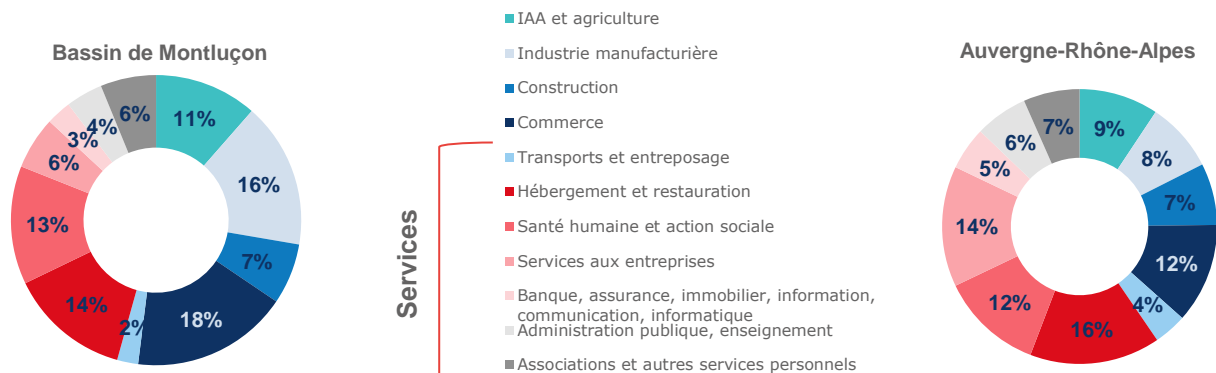 Bassin de Montluçon
11%
16%
7%
18%
2%
14%
13%
6%
3%
4%
6%
Services
IAA et agriculture
Industrie manufacturière
Construction
Commerce
Transports et entreposage
Hébergement et restauration
Santé humaine et action sociale
Services aux entreprises
Banque, assurance, immobilier, information,
communication, informatique
Administration publique, enseignement
Associations et autres services personnels
Auvergne-Rhône-Alpes
9%
8%
7%
12%
4%
16%
12%
14%
5%
6%
7%